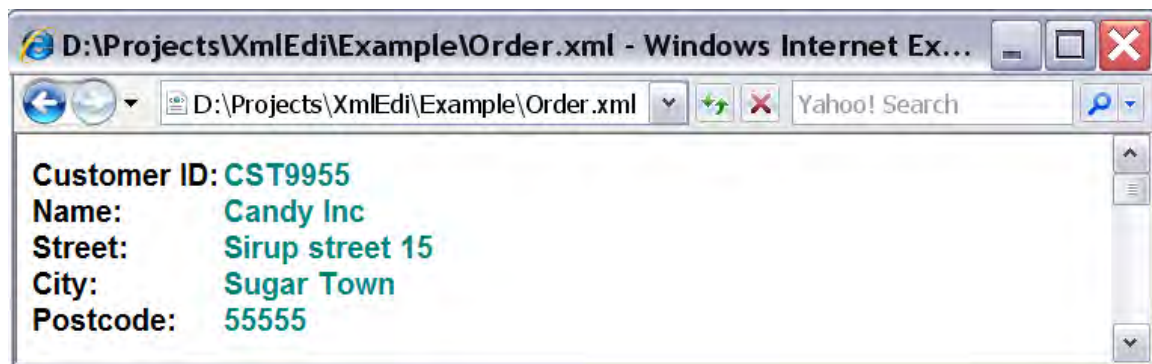 D:\Projects\XmlEdi\Example\Order.xml - Windows Internet Ex...
D:\Projects\XmlEdi\Example\Order.xml Yahoo! Search
Customer ID: CST9955
Name: Candy Inc
Street: Sirup street 15
City: Sugar Town
Postcode: 55555